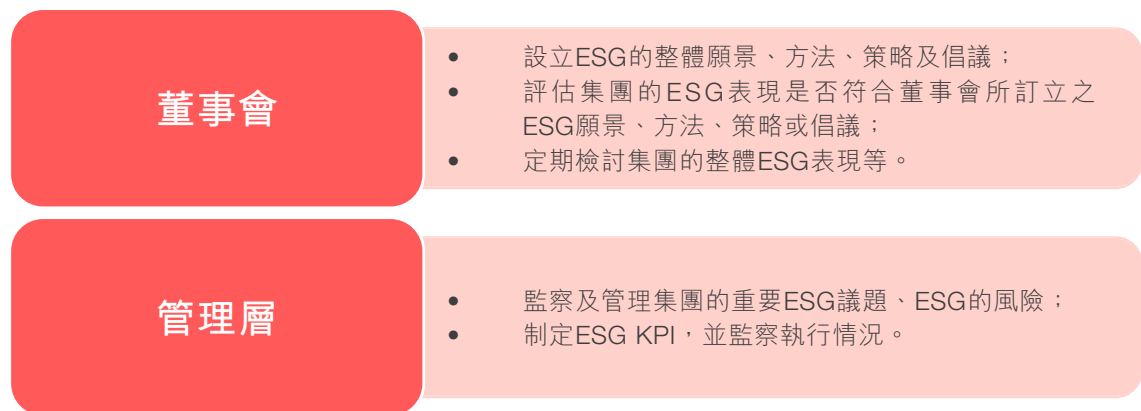 董事會
• 設立ESG的整體願景、方法、策略及倡議；
• 評估集團的ESG表現是否符合董事會所訂立之
ESG願景、方法、策略或倡議；
• 定期檢討集團的整體ESG表現等。
管理層
• 監察及管理集團的重要ESG議題、ESG的風險；
• 制定ESG KPI，並監察執行情況。